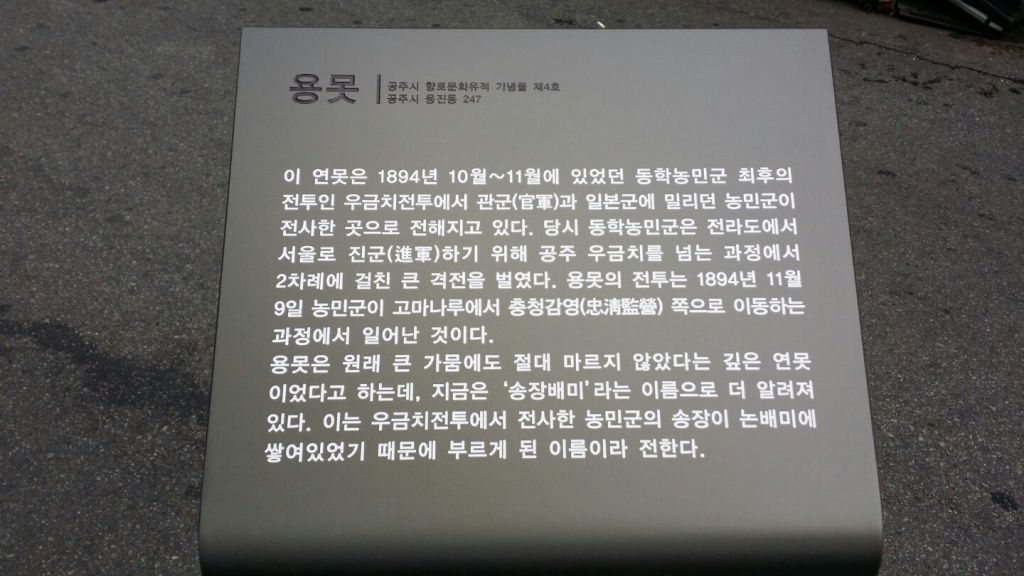 용못
공주시 향토문화유적 기념물 제4호
공주시 웅진동 247
이 연못은 1894년 10월~11월에 있었던 동학농민군 최후의
전투인 우금치전투에서 관군(官軍)과 일본군에 밀리던 농민군이
전사한 곳으로 전해지고 있다. 당시 동학농민군은 전라도에서
서울로 진군(進軍)하기 위해 공주 우금치를 넘는 과정에서
2차례에 걸친 큰 격전을 벌였다. 용못의 전투는 1894년 11월
9일 농민군이 고마나루에서 충청감영(忠淸監營) 쪽으로 이동하는
과정에서 일어난 것이다.
용못은 원래 큰 가뭄에도 절대 마르지 않았다는 깊은 연못
이었다고 하는데, 지금은 ‘송장배미’라는 이름으로 더 알려져
있다. 이는 우금치전투에서 전사한 농민군의 송장이 논배미에
쌓여있었기 때문에 부르게 된 이름이라 전한다.